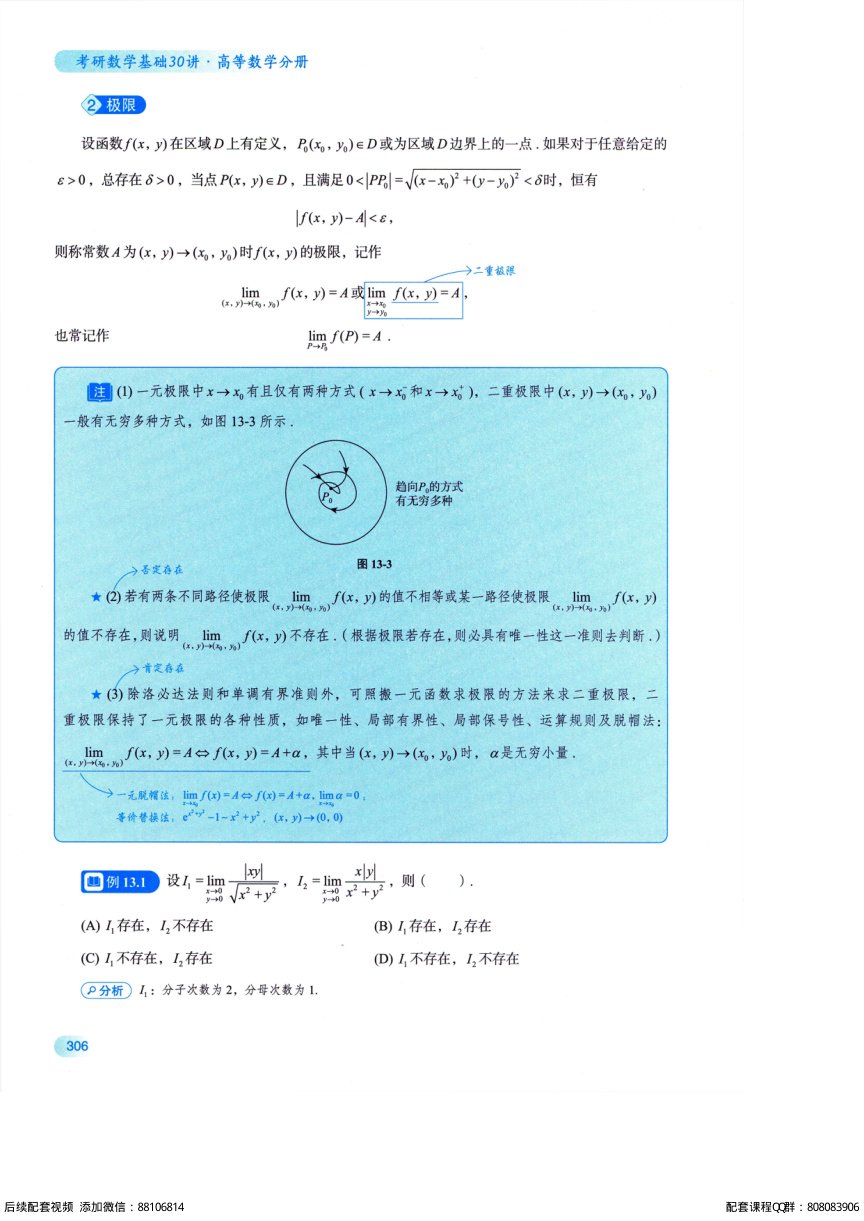 考研数学基础30讲·高等数学分册
2 极限
设函数f(x, y)在区域D上有定义，P₀(x₀, y₀)∈D或为区域D边界上的一点.如果对于任意给定的
ε>0，总存在δ>0，当点P(x, y)∈D，且满足0<|PP₀|=√((x−x₀)²+(y−y₀)²)<δ时，恒有
|f(x, y)−A|<ε，
则称常数A为(x, y)→(x₀, y₀)时f(x, y)的极限，记作
二重极限
lim_{(x, y)→(x₀, y₀)} f(x, y)=A或lim_{x→x₀, y→y₀} f(x, y)=A，
也常记作 lim_{P→P₀} f(P)=A .
注 (1)一元极限中x→x₀有且仅有两种方式(x→x₀⁻和x→x₀⁺)，二重极限中(x, y)→(x₀, y₀)
一般有无穷多种方式，如图13-3所示.
P₀
趋向P₀的方式
有无穷多种
图13-3
否定存在
★(2)若有两条不同路径使极限 lim_{(x, y)→(x₀, y₀)} f(x, y)的值不相等或某一路径使极限 lim_{(x, y)→(x₀, y₀)} f(x, y)
的值不存在,则说明 lim_{(x, y)→(x₀, y₀)} f(x, y)不存在.(根据极限若存在,则必具有唯一性这一准则去判断.)
肯定存在
★(3)除洛必达法则和单调有界准则外，可照搬一元函数求极限的方法来求二重极限，二
重极限保持了一元极限的各种性质，如唯一性、局部有界性、局部保号性、运算规则及脱帽法：
lim_{(x, y)→(x₀, y₀)} f(x, y)=A⇔f(x, y)=A+α，其中当(x, y)→(x₀, y₀)时，α是无穷小量.
一元脱帽法：lim_{x→x₀} f(x)=A⇔f(x)=A+α, lim_{x→x₀} α=0；
等价替换法：e^{x²+y²}−1~x²+y²，(x, y)→(0, 0)
例13.1 设I₁=lim_{x→0, y→0} |xy|/√(x²+y²)，I₂=lim_{x→0, y→0} x|y|/(x²+y²)，则( ).
(A) I₁存在，I₂不存在 (B) I₁存在，I₂存在
(C) I₁不存在，I₂存在 (D) I₁不存在，I₂不存在
分析 I₁：分子次数为2，分母次数为1.
306
后续配套视频 添加微信：88106814 配套课程QQ群：808083906